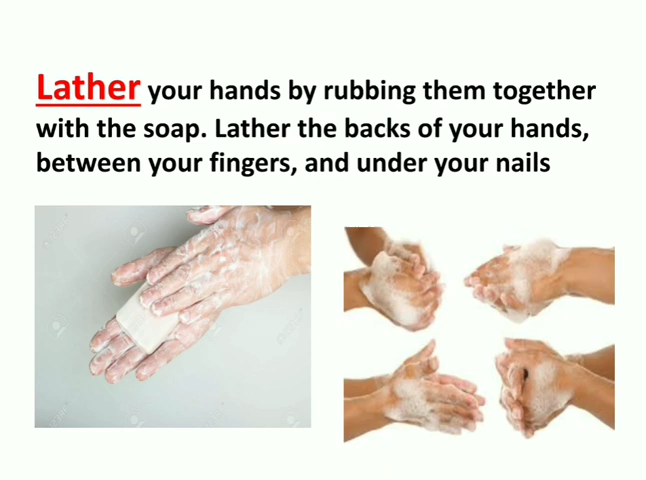 Lather your hands by rubbing them together
with the soap. Lather the backs of your hands,
between your fingers, and under your nails